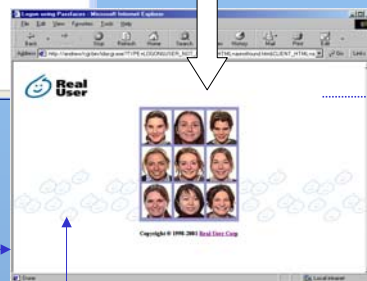 Logon using Passfaces - Microsoft Internet Explorer
File Edit View Favorites Tools Help
Back Stop Refresh Home Search History Mail Print Edit
Address Go Links
Real
User
Copyright © 1998-2001 Real User Corp
Done Local intranet